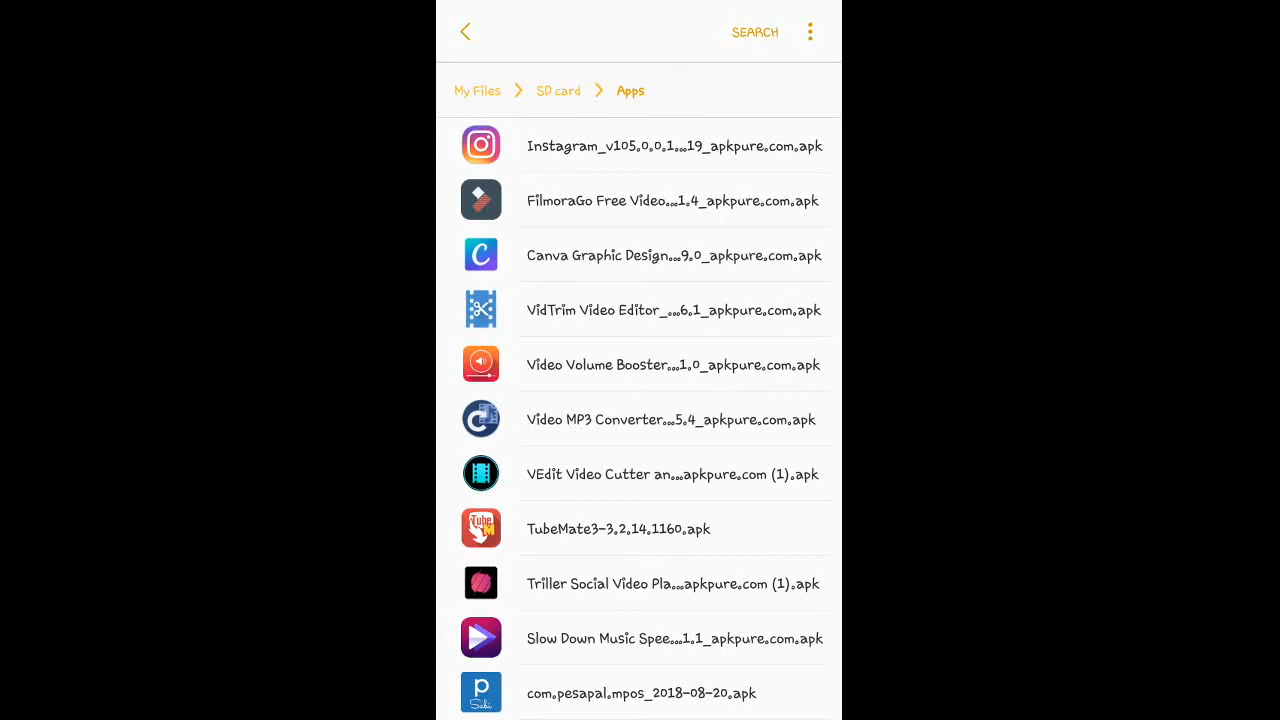 SEARCH
My Files > SD card > Apps
Instagram_v105.0.0.1...19_apkpure.com.apk
FilmoraGo Free Video...1.4_apkpure.com.apk
C
Canva Graphic Design...9.0_apkpure.com.apk
VidTrim Video Editor_...6.1_apkpure.com.apk
Video Volume Booster...1.0_apkpure.com.apk
C
Video MP3 Converter...5.4_apkpure.com.apk
VEdit Video Cutter an...apkpure.com (1).apk
Tube
M
TubeMate3-3.2.14.1160.apk
Triller Social Video Pla...apkpure.com (1).apk
Slow Down Music Spee...1.1_apkpure.com.apk
p
Sabi
com.pesapal.mpos_2018-08-20.apk